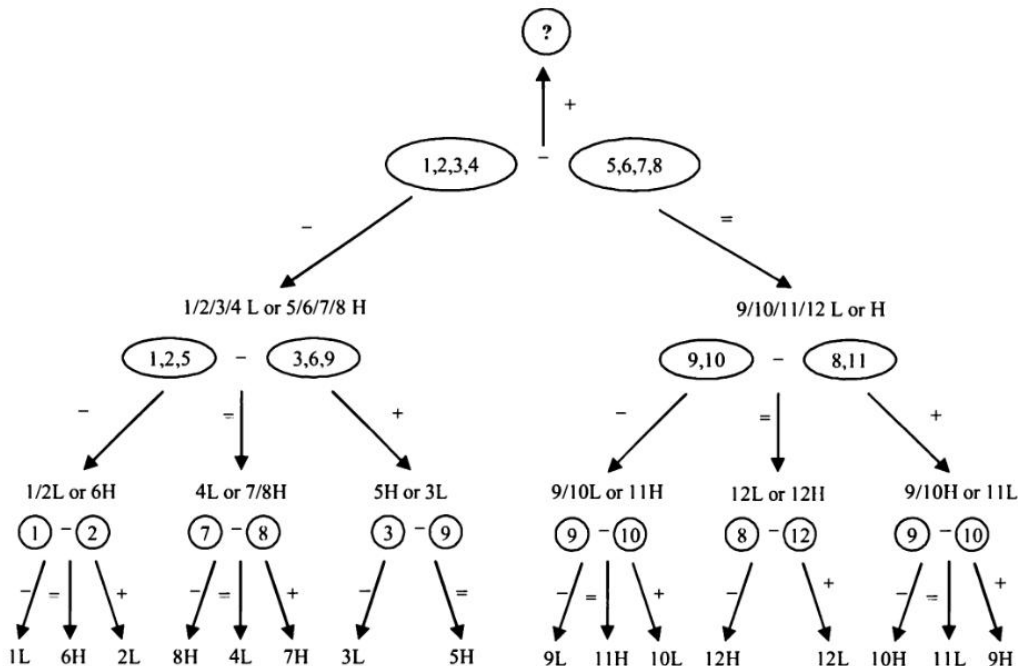 ?
+
1,2,3,4 – 5,6,7,8
– =
1/2/3/4 L or 5/6/7/8 H 9/10/11/12 L or H
1,2,5 – 3,6,9 9,10 – 8,11
– = + – = +
1/2L or 6H 4L or 7/8H 5H or 3L 9/10L or 11H 12L or 12H 9/10H or 11L
1 – 2 7 – 8 3 – 9 9 – 10 8 – 12 9 – 10
– = + – = + – = – = + – + – = +
1L 6H 2L 8H 4L 7H 3L 5H 9L 11H 10L 12H 12L 10H 11L 9H